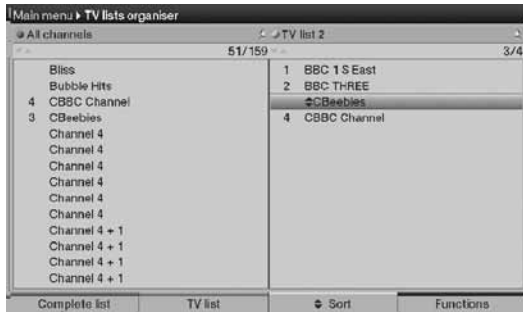 Main menu ▸ TV lists organiser
All channels
TV list 2
51/159
3/4
Bliss
Bubble Hits
4 CBBC Channel
3 CBeebies
Channel 4
Channel 4
Channel 4
Channel 4
Channel 4
Channel 4
Channel 4 + 1
Channel 4 + 1
Channel 4 + 1
Channel 4 + 1
1 BBC 1 S East
2 BBC THREE
CBeebies
4 CBBC Channel
Complete list
TV list
Sort
Functions